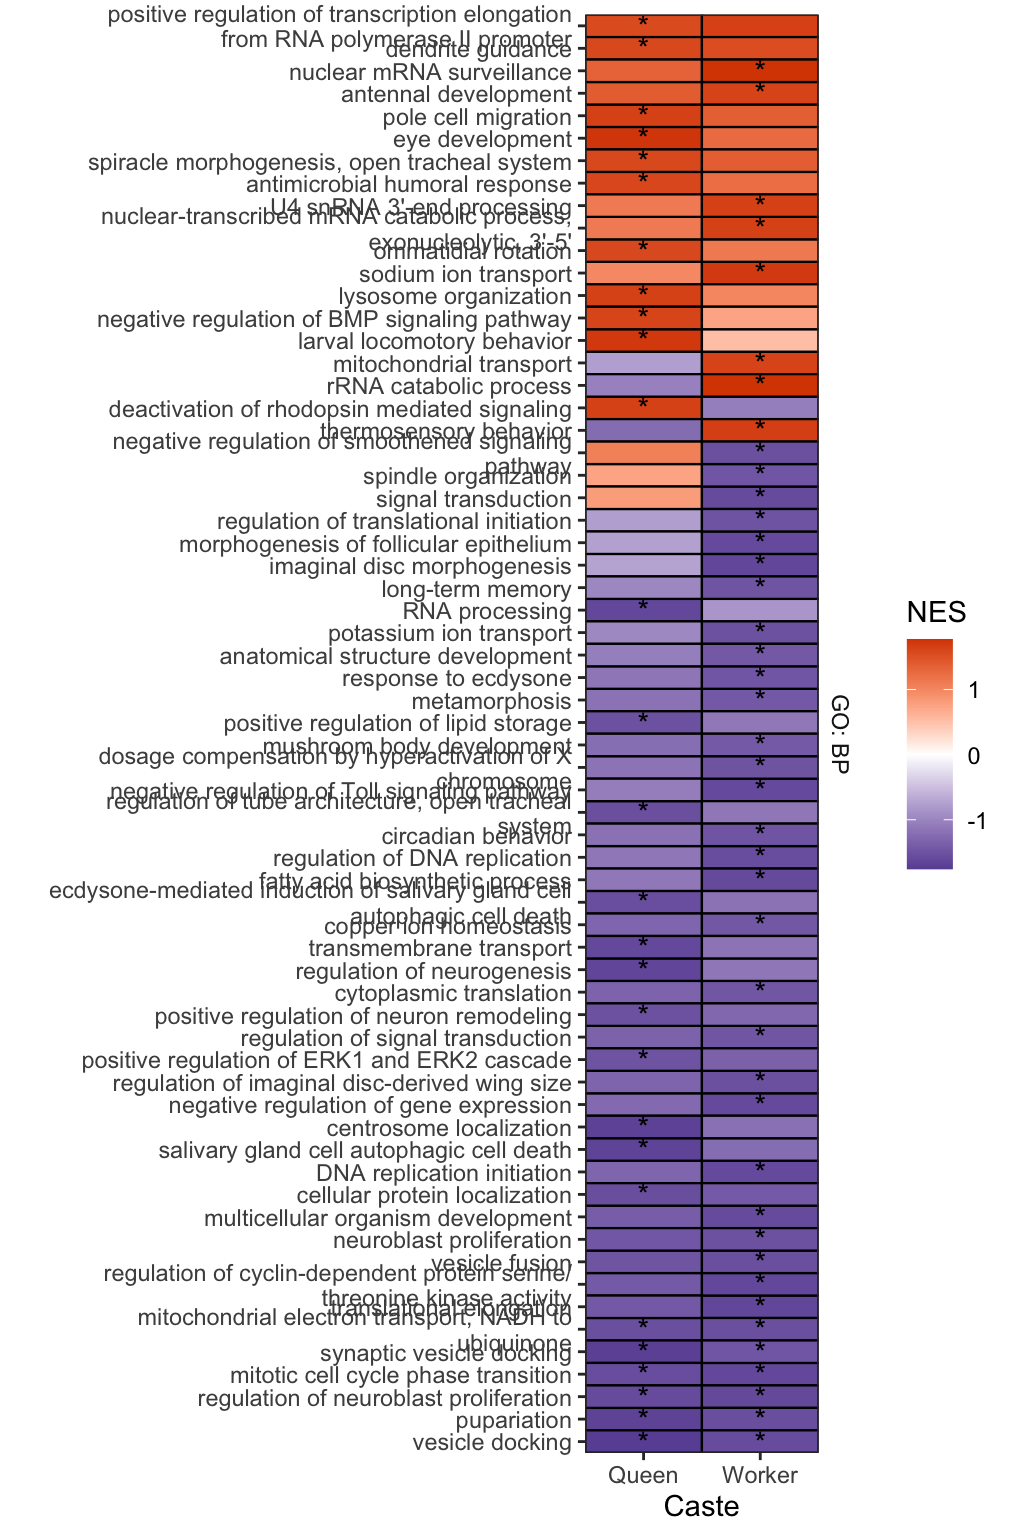 positive regulation of transcription elongation
from RNA polymerase II promoter
dendrite guidance
nuclear mRNA surveillance
antennal development
pole cell migration
eye development
spiracle morphogenesis, open tracheal system
antimicrobial humoral response
U4 snRNA 3'-end processing
nuclear-transcribed mRNA catabolic process,
exonucleolytic, 3'-5'
ommatidial rotation
sodium ion transport
lysosome organization
negative regulation of BMP signaling pathway
larval locomotory behavior
mitochondrial transport
rRNA catabolic process
deactivation of rhodopsin mediated signaling
thermosensory behavior
negative regulation of smoothened signaling
pathway
spindle organization
signal transduction
regulation of translational initiation
morphogenesis of follicular epithelium
imaginal disc morphogenesis
long-term memory
RNA processing
potassium ion transport
anatomical structure development
response to ecdysone
metamorphosis
positive regulation of lipid storage
mushroom body development
dosage compensation by hyperactivation of X
chromosome
negative regulation of Toll signaling pathway
regulation of tube architecture, open tracheal
system
circadian behavior
regulation of DNA replication
fatty acid biosynthetic process
ecdysone-mediated induction of salivary gland cell
autophagic cell death
copper ion homeostasis
transmembrane transport
regulation of neurogenesis
cytoplasmic translation
positive regulation of neuron remodeling
regulation of signal transduction
positive regulation of ERK1 and ERK2 cascade
regulation of imaginal disc-derived wing size
negative regulation of gene expression
centrosome localization
salivary gland cell autophagic cell death
DNA replication initiation
cellular protein localization
multicellular organism development
neuroblast proliferation
vesicle fusion
regulation of cyclin-dependent protein serine/
threonine kinase activity
translational elongation
mitochondrial electron transport, NADH to
ubiquinone
synaptic vesicle docking
mitotic cell cycle phase transition
regulation of neuroblast proliferation
pupariation
vesicle docking
Queen
Worker
Caste
GO: BP
NES
1
0
-1